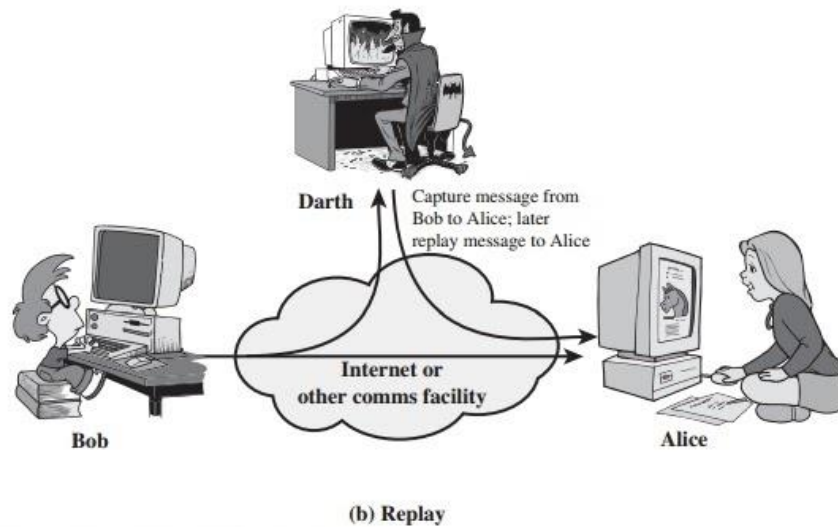 Darth
Capture message from
Bob to Alice; later
replay message to Alice
Internet or
other comms facility
Bob
Alice
(b) Replay